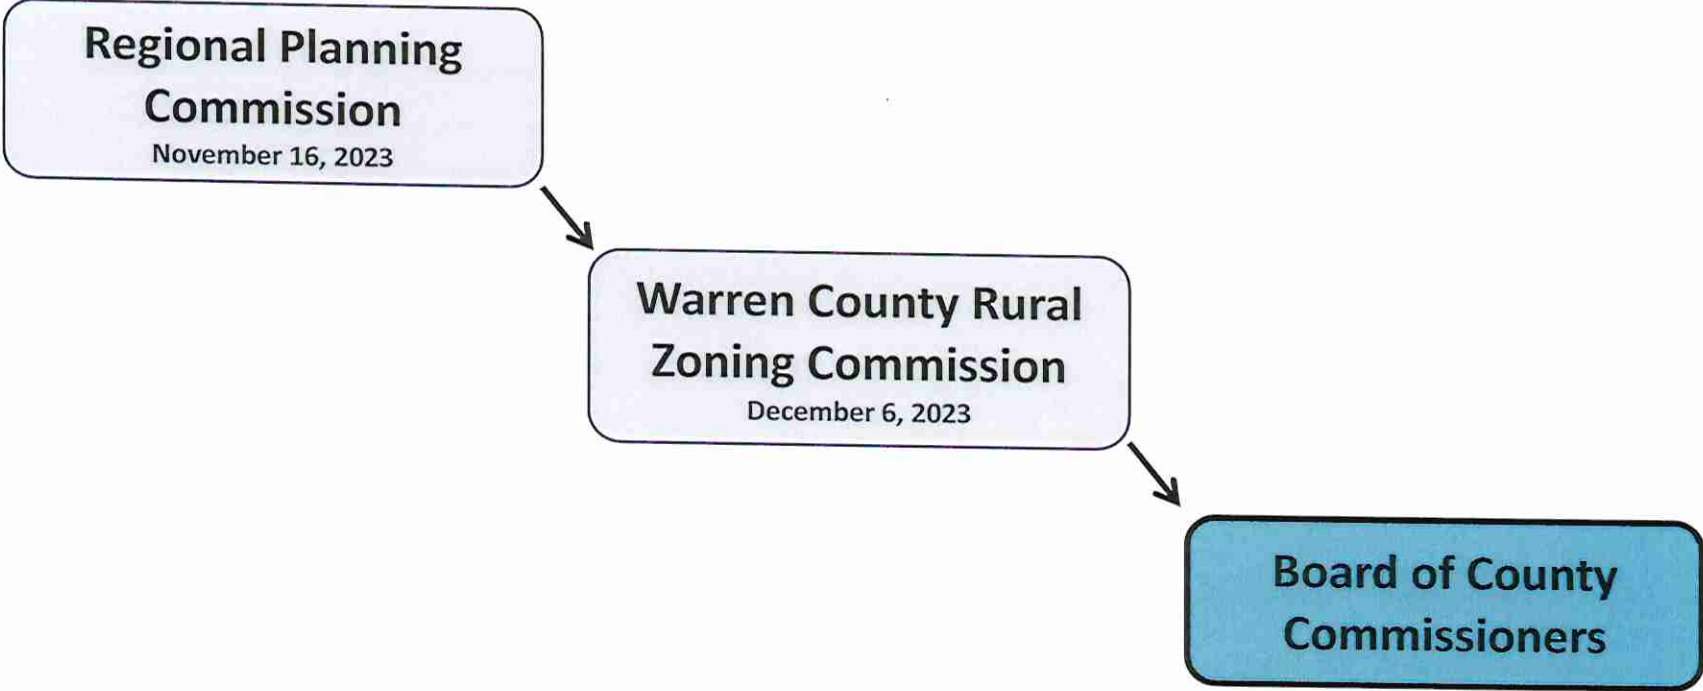 Regional Planning
Commission
November 16, 2023
Warren County Rural
Zoning Commission
December 6, 2023
Board of County
Commissioners